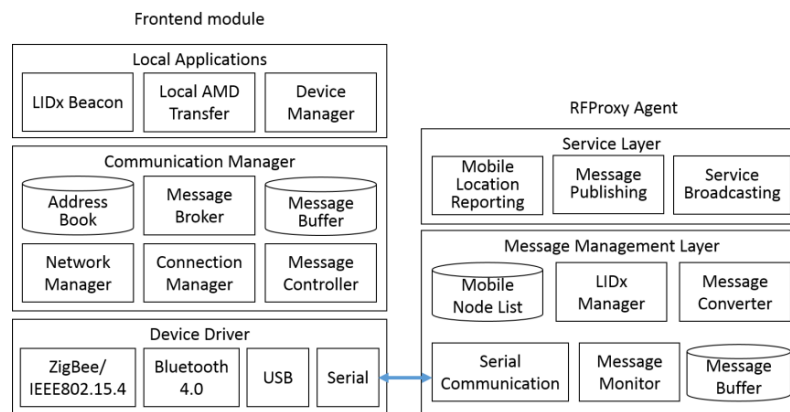 Frontend module
Local Applications
LIDx Beacon
Local AMD
Transfer
Device
Manager
Communication Manager
Address
Book
Message
Broker
Message
Buffer
Network
Manager
Connection
Manager
Message
Controller
Device Driver
ZigBee/
IEEE802.15.4
Bluetooth
4.0
USB
Serial
RFProxy Agent
Service Layer
Mobile
Location
Reporting
Message
Publishing
Service
Broadcasting
Message Management Layer
Mobile
Node List
LIDx
Manager
Message
Converter
Serial
Communication
Message
Monitor
Message
Buffer